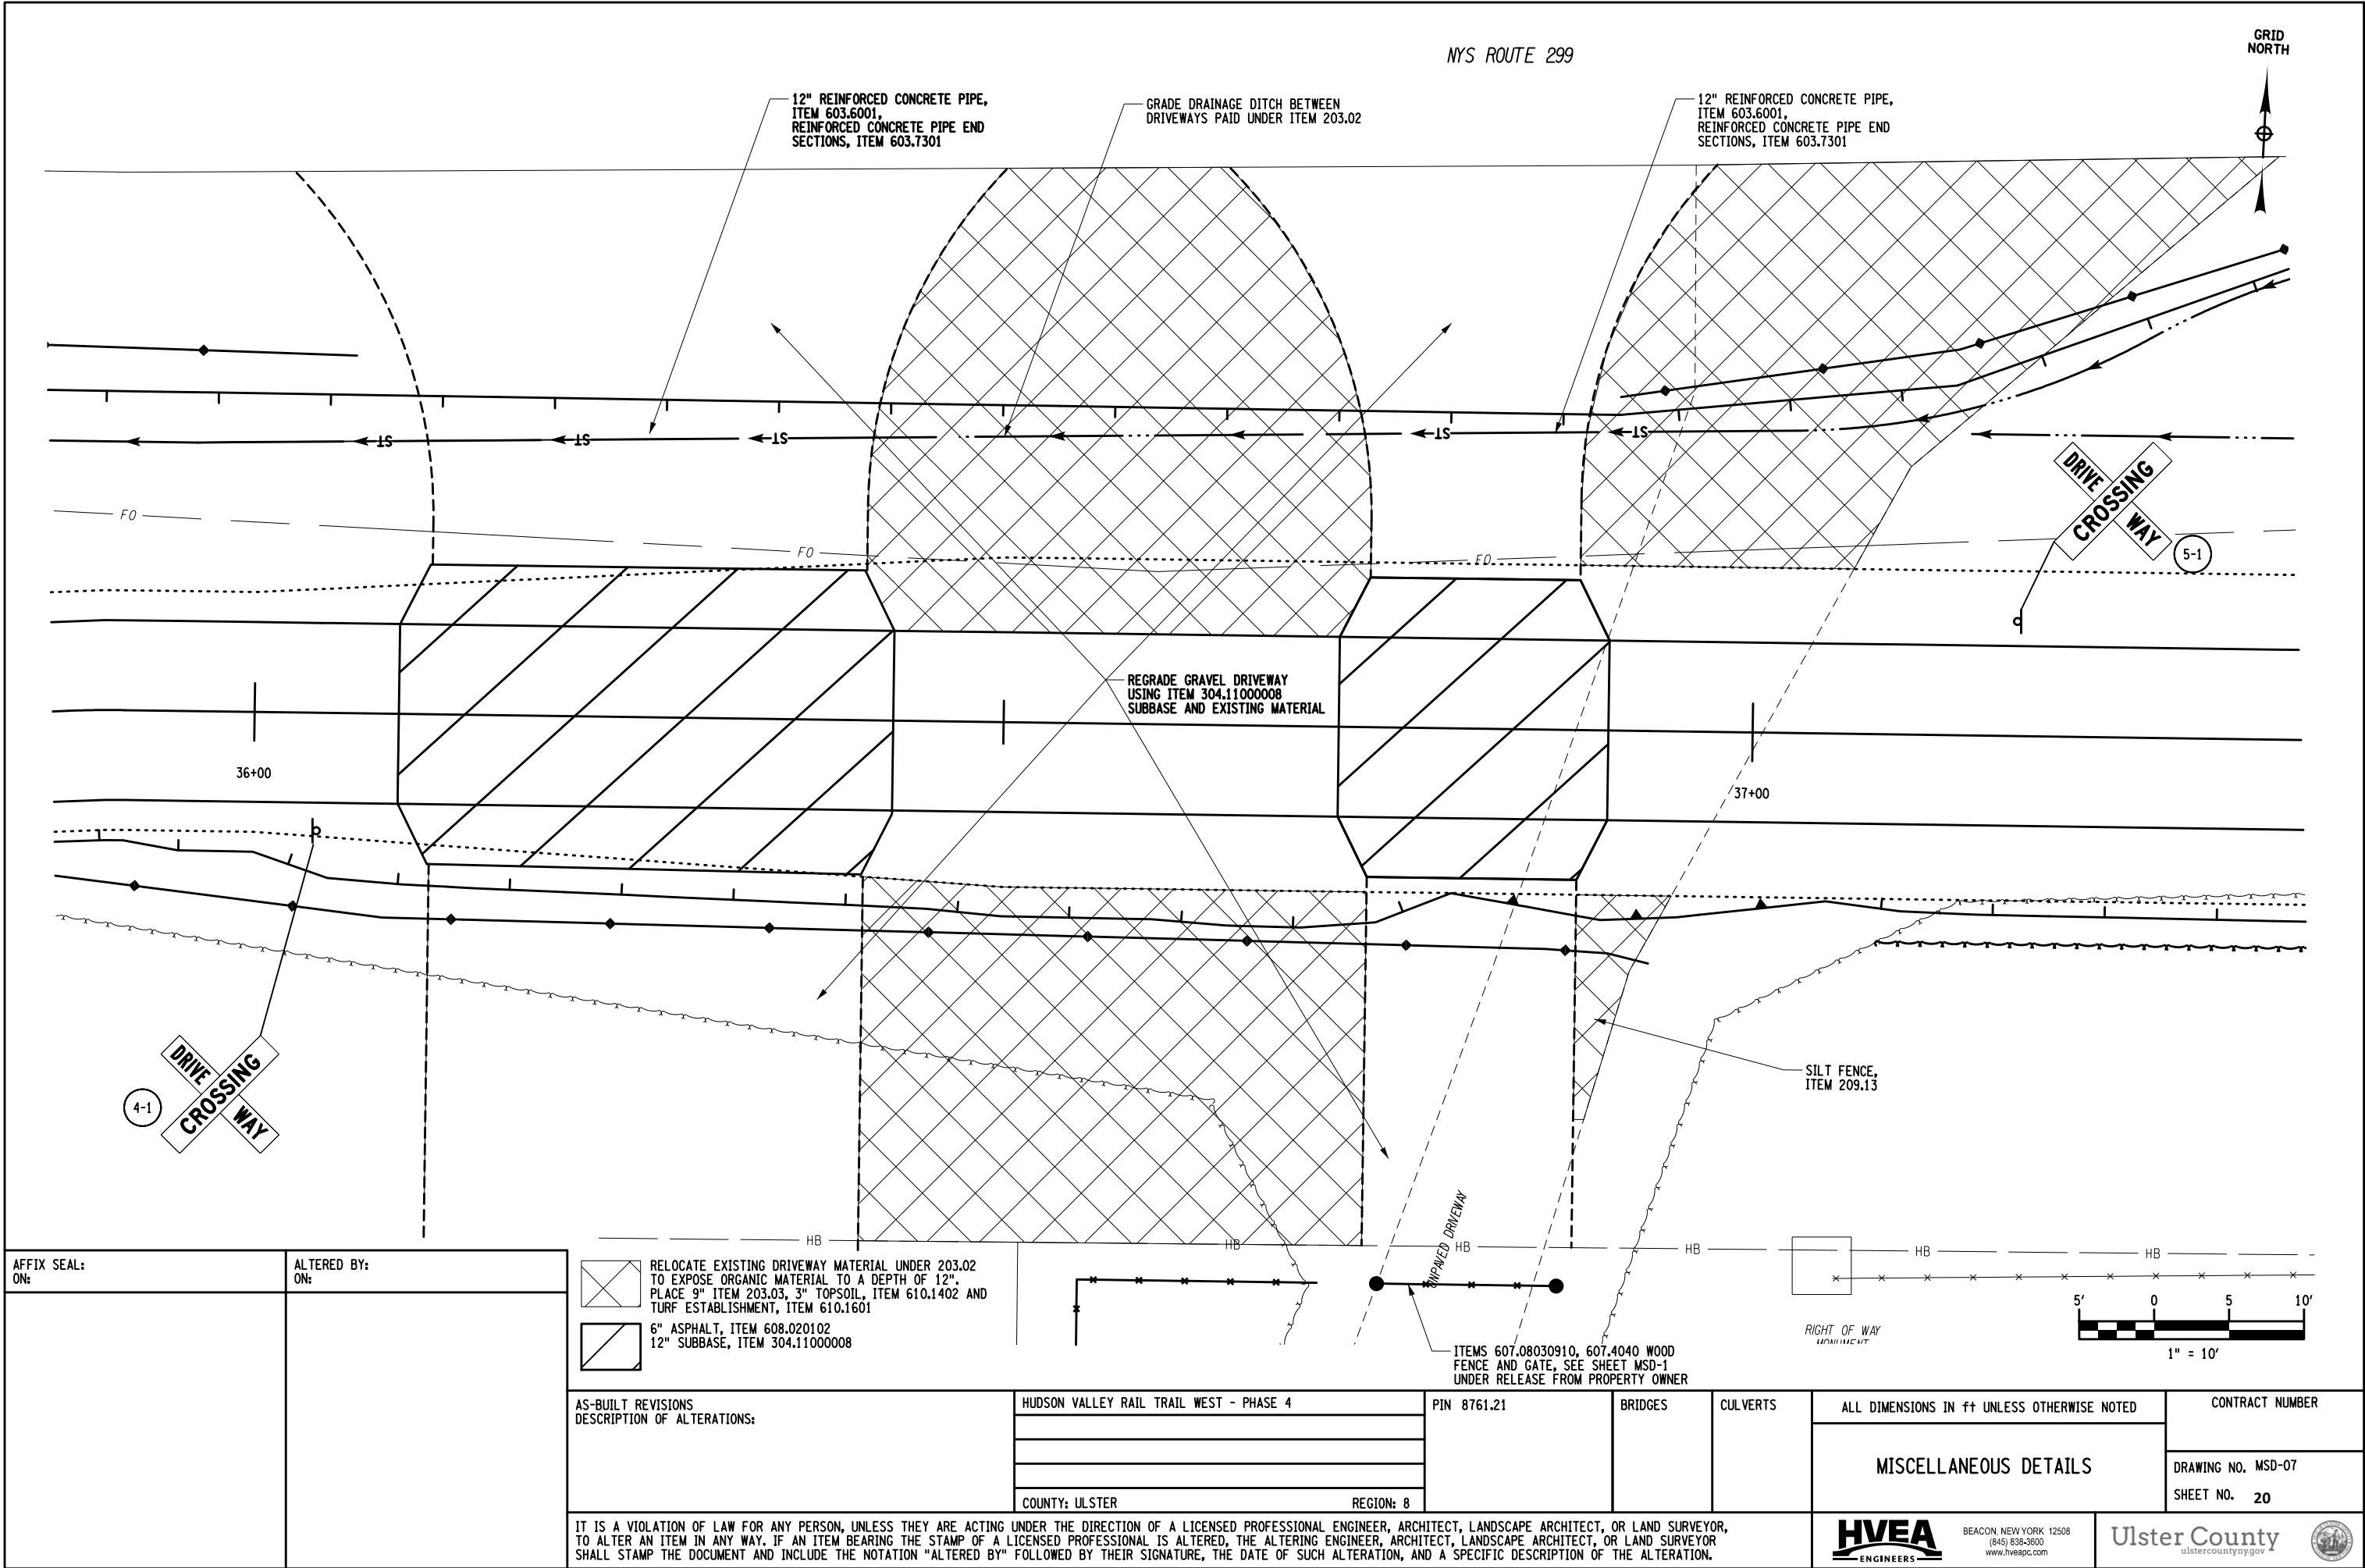 NYS ROUTE 299
GRID
NORTH
12" REINFORCED CONCRETE PIPE,
ITEM 603.6001,
REINFORCED CONCRETE PIPE END
SECTIONS, ITEM 603.7301
GRADE DRAINAGE DITCH BETWEEN
DRIVEWAYS PAID UNDER ITEM 203.02
12" REINFORCED CONCRETE PIPE,
ITEM 603.6001,
REINFORCED CONCRETE PIPE END
SECTIONS, ITEM 603.7301
ST
ST
ST
ST
ST
FO
FO
FO
DRIVE
WAY
CROSSING
5-1
REGRADE GRAVEL DRIVEWAY
USING ITEM 304.11000008
SUBBASE AND EXISTING MATERIAL
36+00
37+00
DRIVE
WAY
CROSSING
4-1
SILT FENCE,
ITEM 209.13
UNPAVED DRIVEWAY
HB
HB
HB
HB
HB
HB
RIGHT OF WAY
MONUMENT
5'
0
5
10'
1" = 10'
ITEMS 607.08030910, 607.4040 WOOD
FENCE AND GATE, SEE SHEET MSD-1
UNDER RELEASE FROM PROPERTY OWNER
RELOCATE EXISTING DRIVEWAY MATERIAL UNDER 203.02
TO EXPOSE ORGANIC MATERIAL TO A DEPTH OF 12".
PLACE 9" ITEM 203.03, 3" TOPSOIL, ITEM 610.1402 AND
TURF ESTABLISHMENT, ITEM 610.1601
6" ASPHALT, ITEM 608.020102
12" SUBBASE, ITEM 304.11000008
AFFIX SEAL:
ON:
ALTERED BY:
ON:
AS-BUILT REVISIONS
DESCRIPTION OF ALTERATIONS:
HUDSON VALLEY RAIL TRAIL WEST - PHASE 4
COUNTY: ULSTER
REGION: 8
PIN 8761.21
BRIDGES
CULVERTS
ALL DIMENSIONS IN ft UNLESS OTHERWISE NOTED
MISCELLANEOUS DETAILS
CONTRACT NUMBER
DRAWING NO. MSD-07
SHEET NO. 20
IT IS A VIOLATION OF LAW FOR ANY PERSON, UNLESS THEY ARE ACTING UNDER THE DIRECTION OF A LICENSED PROFESSIONAL ENGINEER, ARCHITECT, LANDSCAPE ARCHITECT, OR LAND SURVEYOR,
TO ALTER AN ITEM IN ANY WAY. IF AN ITEM BEARING THE STAMP OF A LICENSED PROFESSIONAL IS ALTERED, THE ALTERING ENGINEER, ARCHITECT, LANDSCAPE ARCHITECT, OR LAND SURVEYOR
SHALL STAMP THE DOCUMENT AND INCLUDE THE NOTATION "ALTERED BY" FOLLOWED BY THEIR SIGNATURE, THE DATE OF SUCH ALTERATION, AND A SPECIFIC DESCRIPTION OF THE ALTERATION.
HVEA
ENGINEERS
BEACON, NEW YORK 12508
(845) 838-3600
www.hveapc.com
Ulster County
ulstercountyny.gov